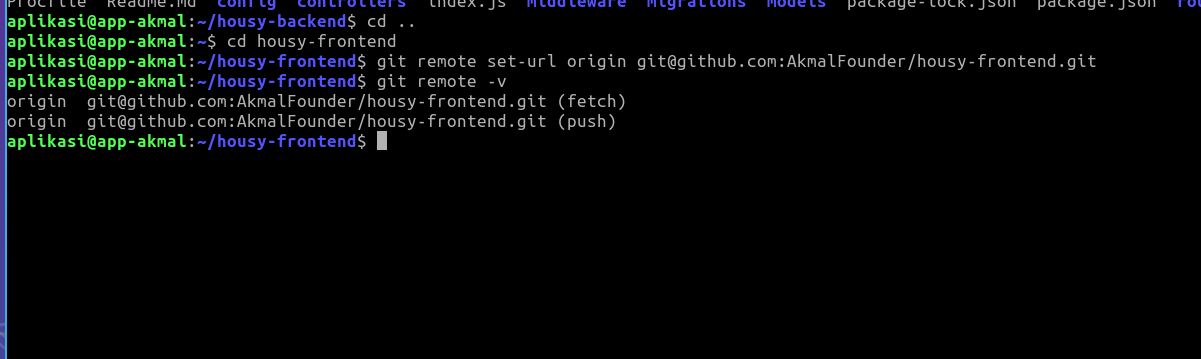 Procfile Readme.md config controllers index.js Middleware Migrations Models package-lock.json package.json
aplikasi@app-akmal:~/housy-backend$ cd ..
aplikasi@app-akmal:~$ cd housy-frontend
aplikasi@app-akmal:~/housy-frontend$ git remote set-url origin git@github.com:AkmalFounder/housy-frontend.git
aplikasi@app-akmal:~/housy-frontend$ git remote -v
origin git@github.com:AkmalFounder/housy-frontend.git (fetch)
origin git@github.com:AkmalFounder/housy-frontend.git (push)
aplikasi@app-akmal:~/housy-frontend$